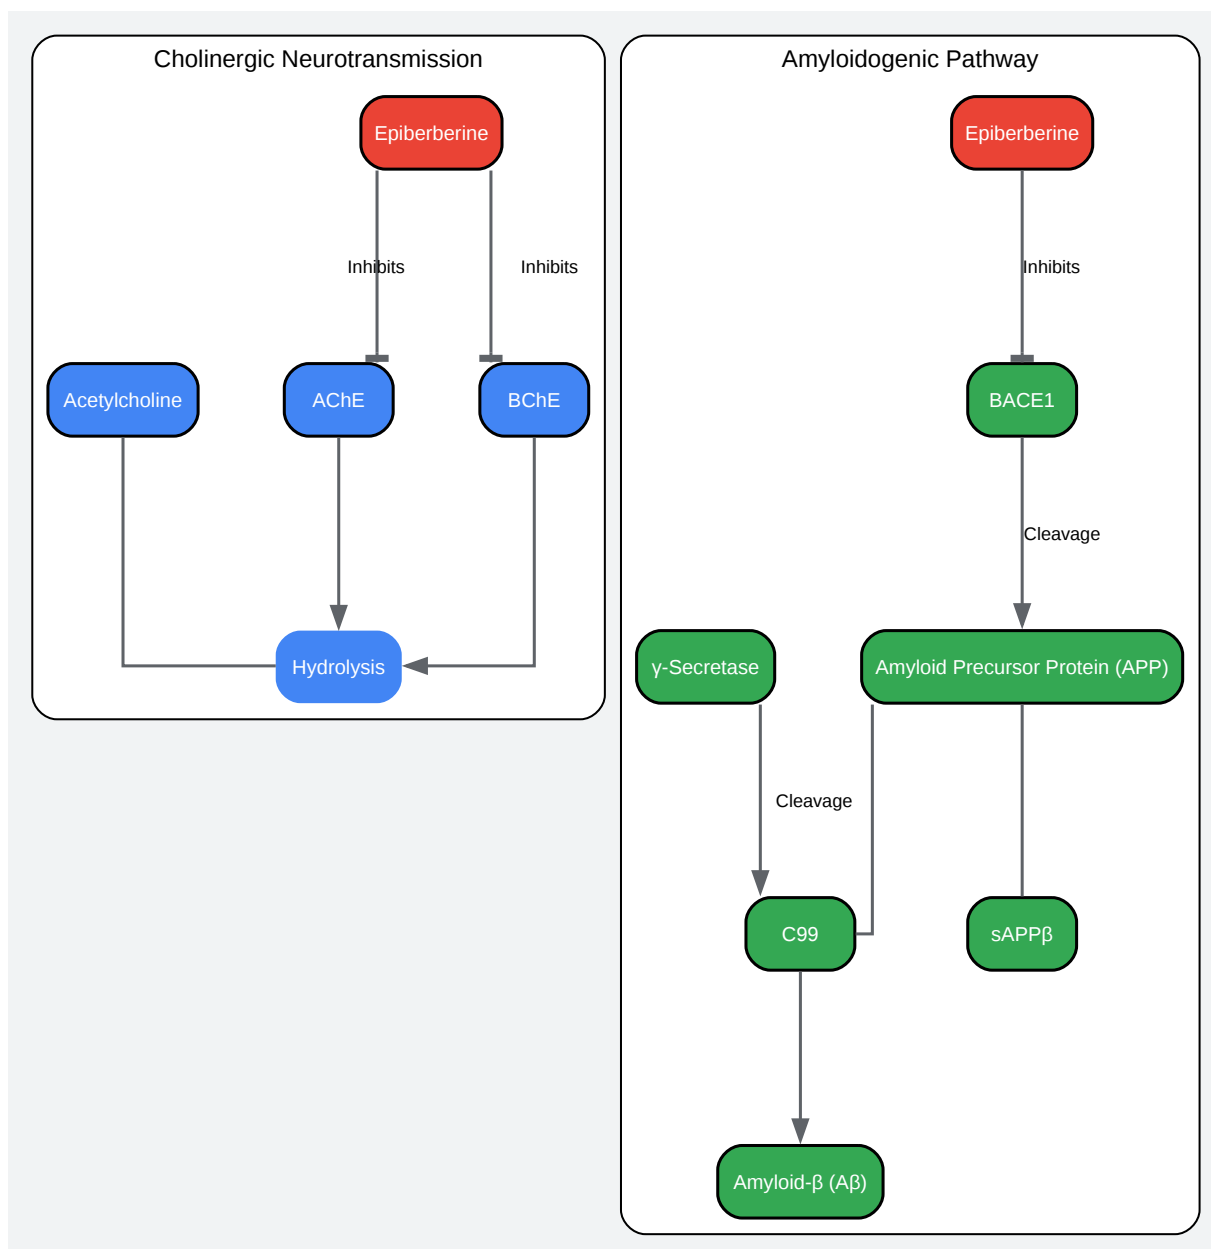 Cholinergic Neurotransmission
Epiberberine
Inhibits
Inhibits
Acetylcholine
AChE
BChE
Hydrolysis
Amyloidogenic Pathway
Epiberberine
Inhibits
BACE1
Cleavage
γ-Secretase
Amyloid Precursor Protein (APP)
Cleavage
C99
sAPPβ
Amyloid-β (Aβ)